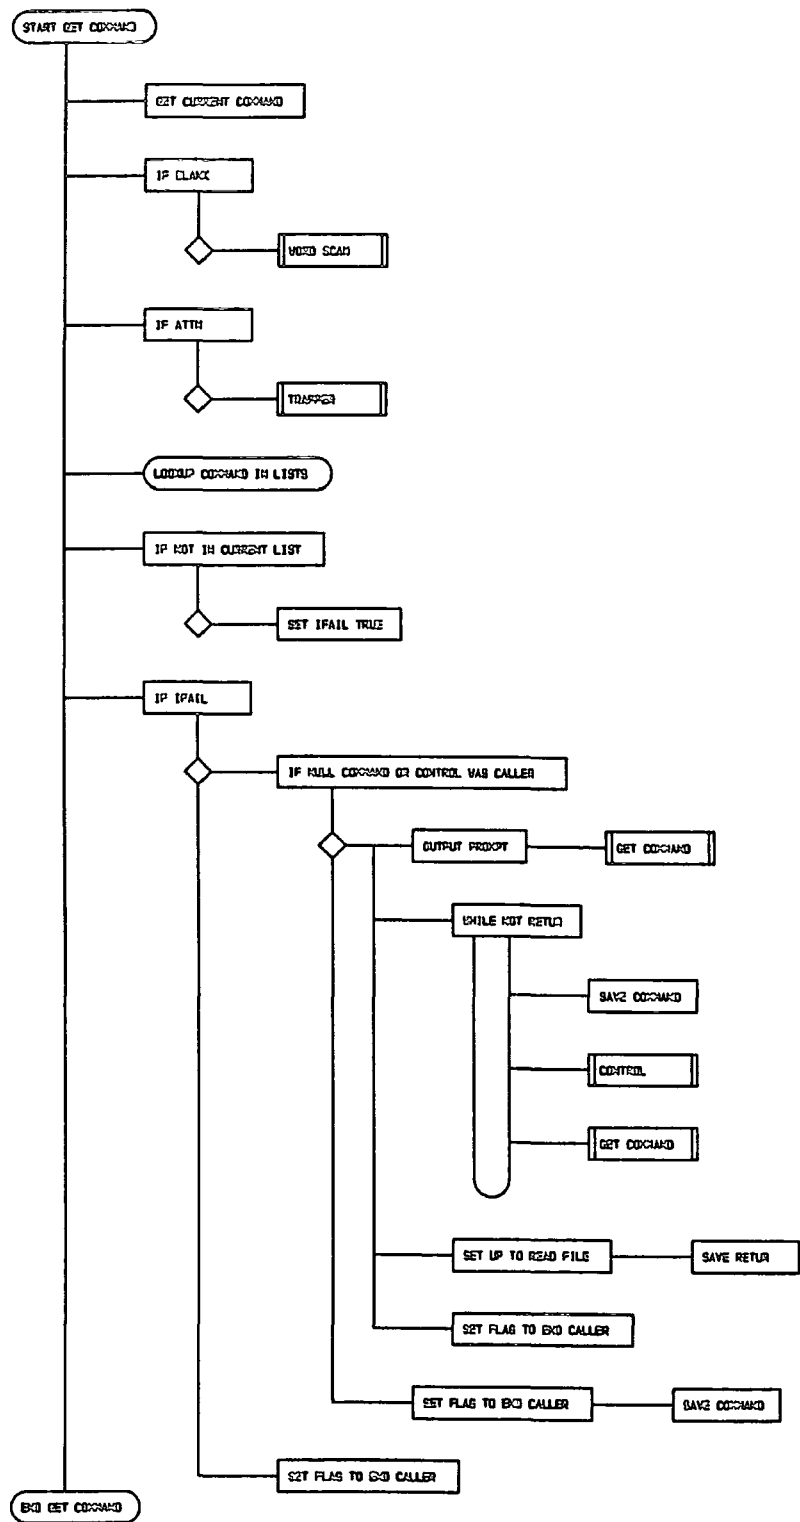 START GET COMMAND
GET CURRENT COMMAND
IF BLANK
WORD SCAN
IF ATTN
TRAPPER
LOOKUP COMMAND IN LISTS
IF NOT IN CURRENT LIST
SET IFAIL TRUE
IF IFAIL
IF NULL COMMAND OR CONTROL WAS CALLER
OUTPUT PROMPT
GET COMMAND
WHILE NOT RETUR
SAVE COMMAND
CONTROL
GET COMMAND
SET UP TO READ FILE
SAVE RETUR
SET FLAG TO END CALLER
SET FLAG TO END CALLER
SAVE COMMAND
SET FLAG TO END CALLER
END GET COMMAND